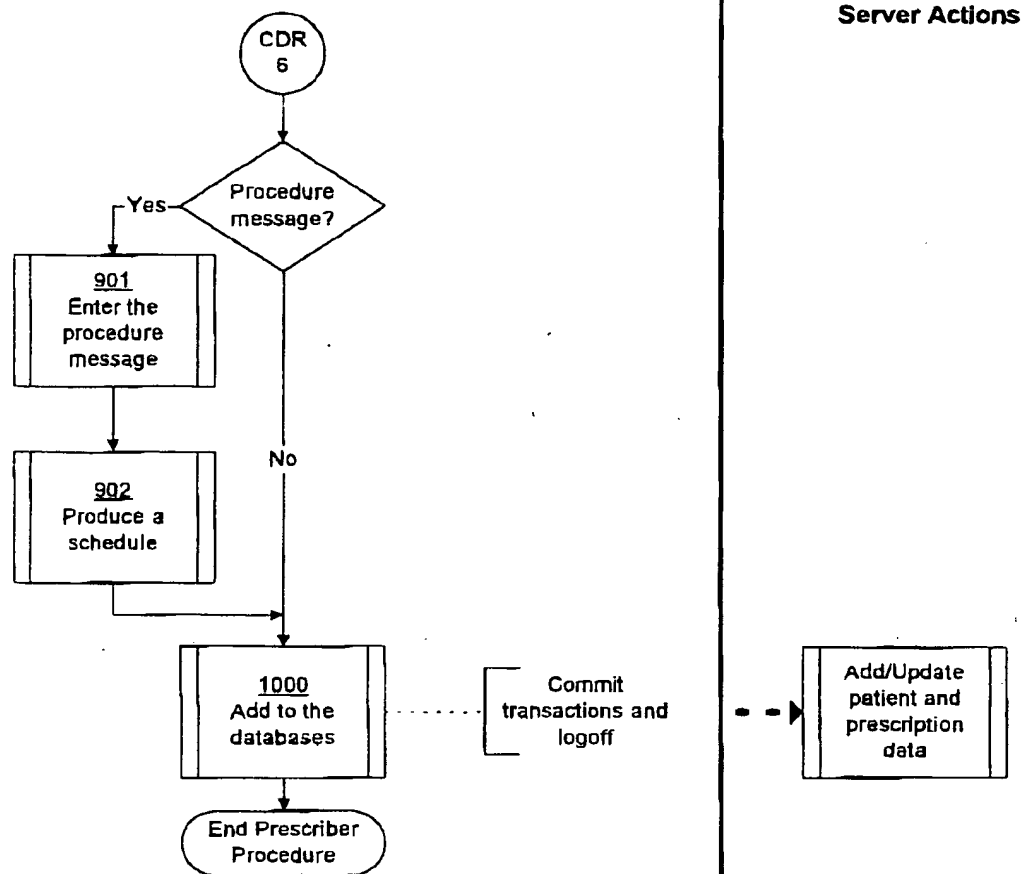 Server Actions
CDR
6
Procedure
message?
Yes
901
Enter the
procedure
message
No
902
Produce a
schedule
1000
Add to the
databases
Commit
transactions and
logoff
Add/Update
patient and
prescription
data
End Prescriber
Procedure